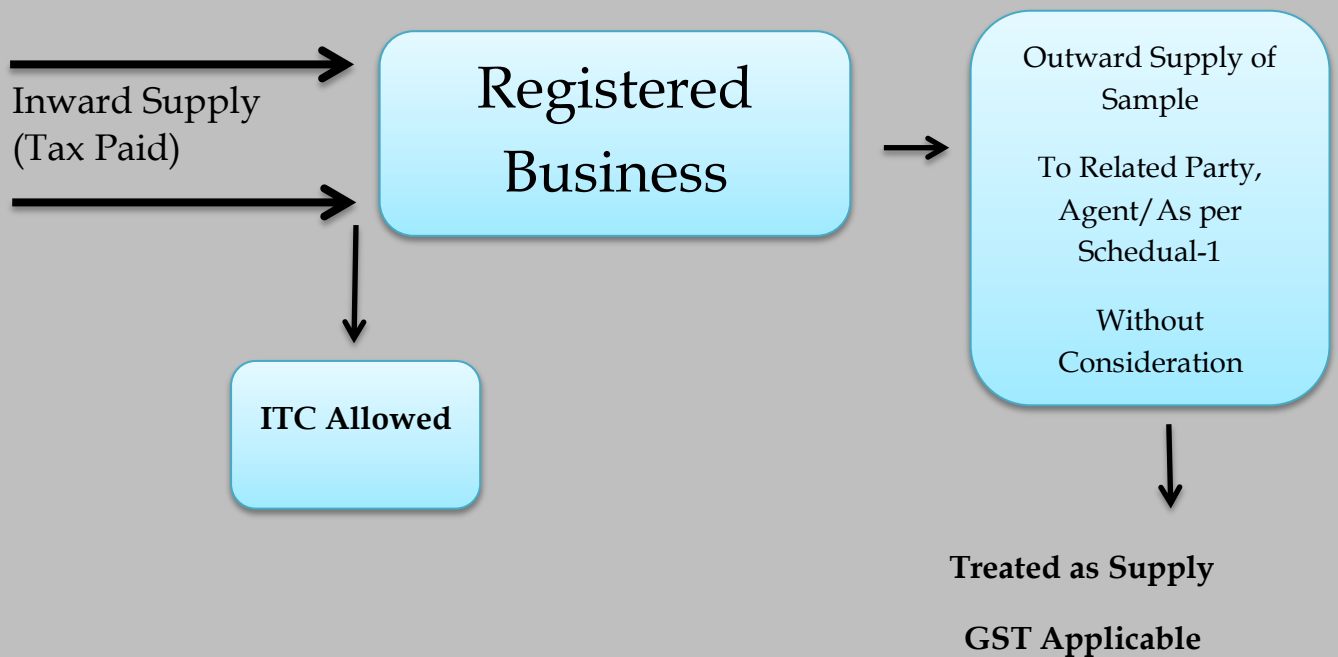 Inward Supply
(Tax Paid)
Registered
Business
ITC Allowed
Outward Supply of
Sample
To Related Party,
Agent/As per
Schedual-1
Without
Consideration
Treated as Supply
GST Applicable